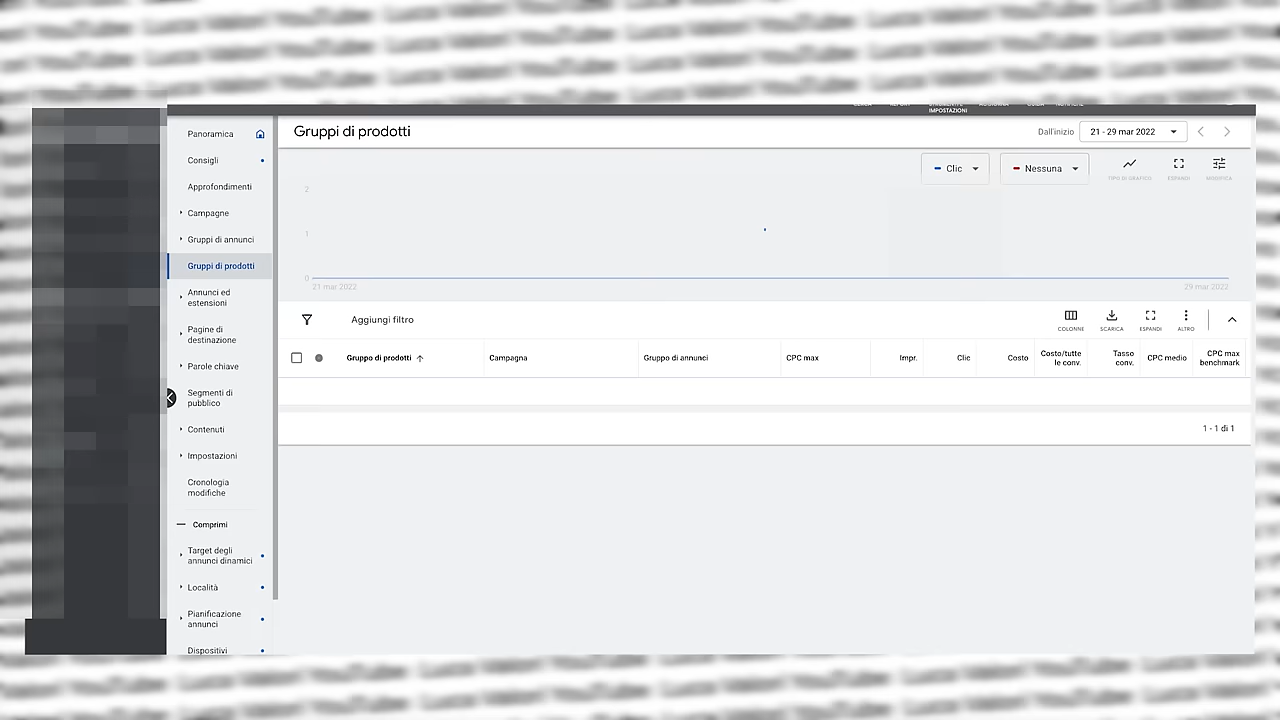 IMPOSTAZIONI
Panoramica
Consigli
Approfondimenti
Campagne
Gruppi di annunci
Gruppi di prodotti
Annunci ed
estensioni
Pagine di
destinazione
Parole chiave
Segmenti di
pubblico
Contenuti
Impostazioni
Cronologia
modifiche
Comprimi
Target degli
annunci dinamici
Località
Pianificazione
annunci
Dispositivi
Gruppi di prodotti
Dall'inizio
21 - 29 mar 2022
Clic
Nessuna
TIPO DI GRAFICO
ESPANDI
MODIFICA
2
1
0
21 mar 2022
29 mar 2022
Aggiungi filtro
COLONNE
SCARICA
ESPANDI
ALTRO
Gruppo di prodotti
Campagna
Gruppo di annunci
CPC max
Impr.
Clic
Costo
Costo/tutte
le conv.
Tasso
conv.
CPC medio
CPC max
benchmark
1 - 1 di 1